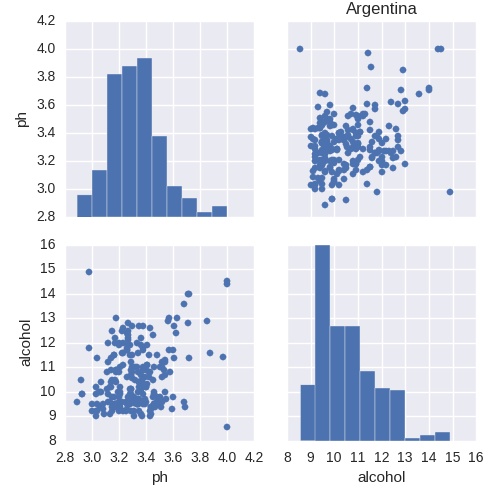 Argentina
4.2
4.0
3.8
3.6
3.4
3.2
3.0
2.8
ph
16
15
14
13
12
11
10
9
8
alcohol
2.8 3.0 3.2 3.4 3.6 3.8 4.0 4.2
8 9 10 11 12 13 14 15 16
ph
alcohol